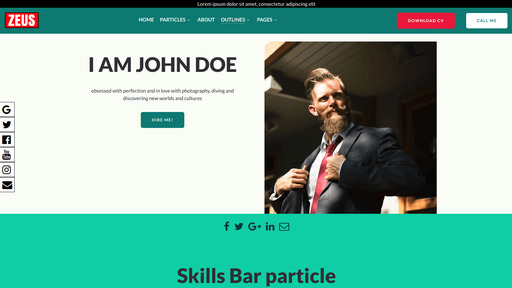 Lorem ipsum dolor sit amet, consectetur adipiscing elit
ZEUS
HOME PARTICLES ABOUT OUTLINES PAGES
DOWNLOAD CV
CALL ME
I AM JOHN DOE
obsessed with perfection and in love with photography, diving and
discovering new worlds and cultures
HIRE ME!
Skills Bar particle